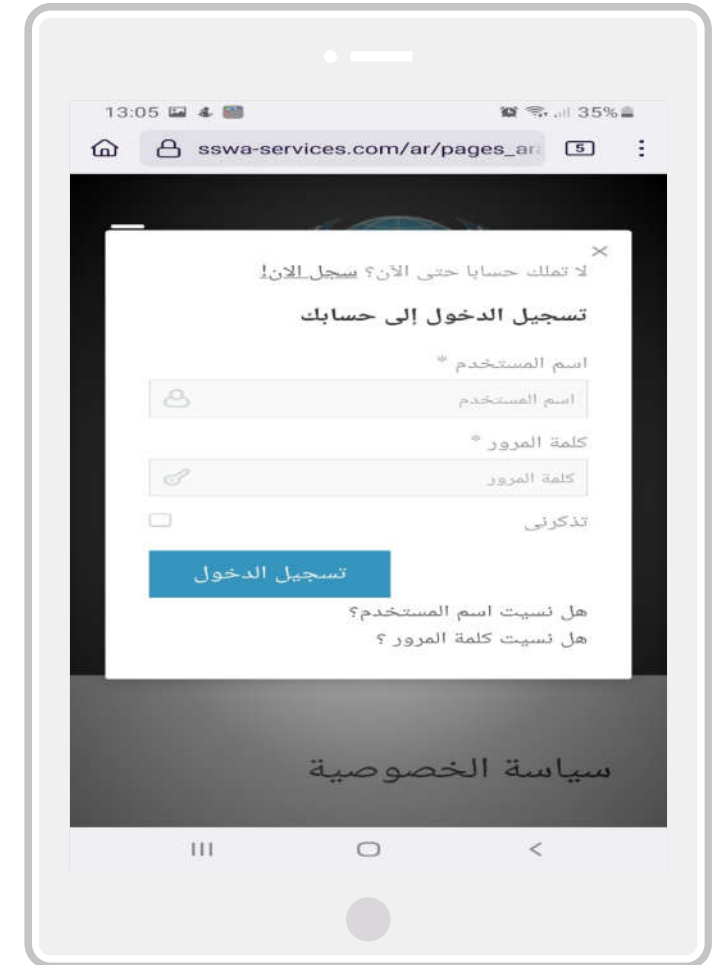 13:05 35%
sswa-services.com/ar/pages_ar 5
لا تملك حسابا حتى الآن؟ سجل الان!
تسجيل الدخول إلى حسابك
اسم المستخدم *
اسم المستخدم
كلمة المرور *
كلمة المرور
تذكرنى
تسجيل الدخول
هل نسيت اسم المستخدم؟
هل نسيت كلمة المرور ؟
سياسة الخصوصية